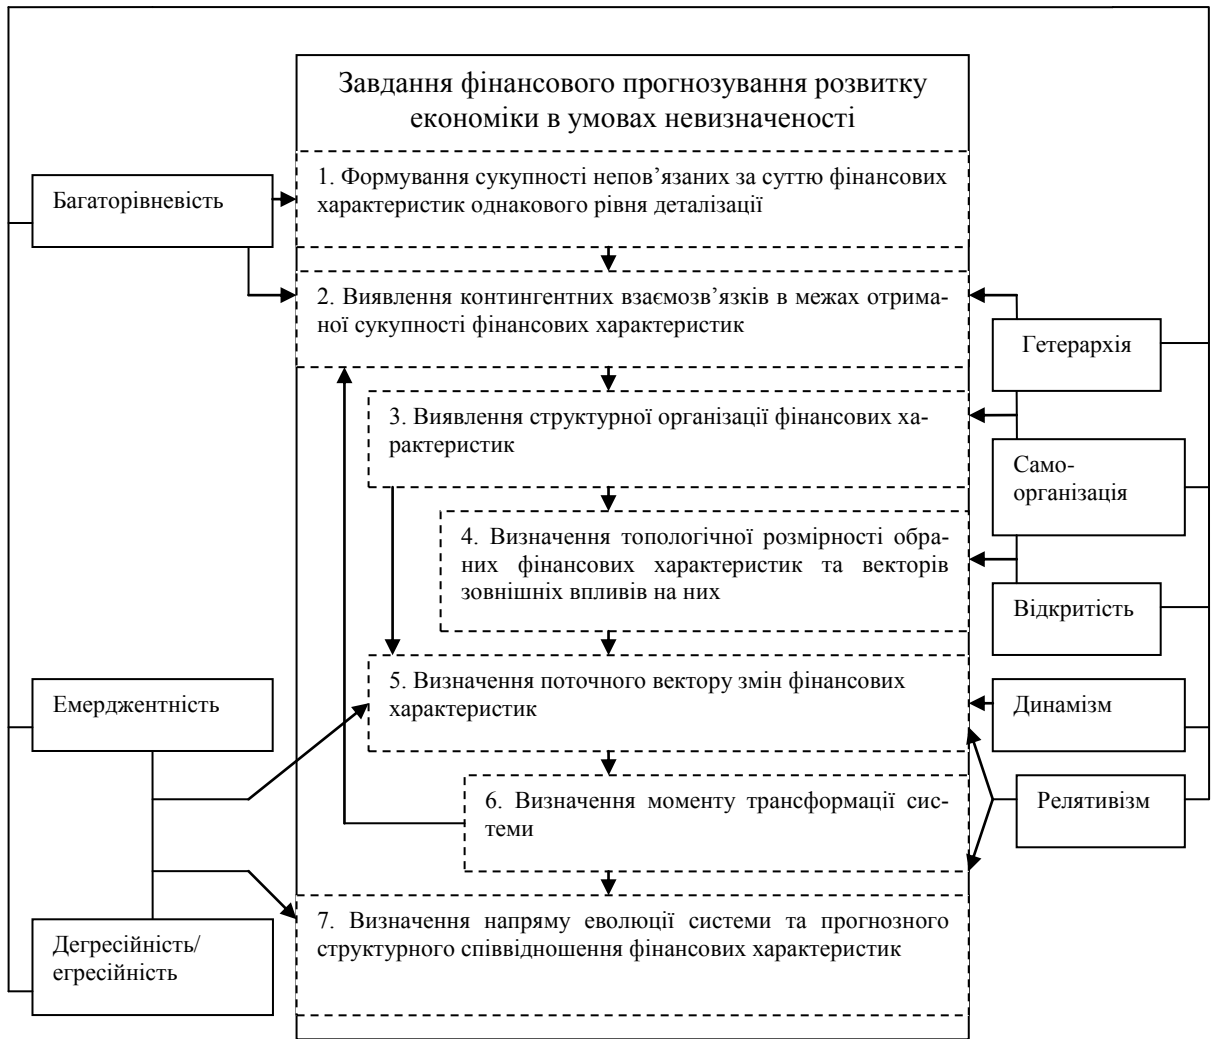 Завдання фінансового прогнозування розвитку
економіки в умовах невизначеності
1. Формування сукупності непов’язаних за суттю фінансових
характеристик однакового рівня деталізації
Багаторівневість
2. Виявлення контингентних взаємозв’язків в межах отрима-
ної сукупності фінансових характеристик
Гетерархія
3. Виявлення структурної організації фінансових ха-
рактеристик
Само-
організація
4. Визначення топологічної розмірності обра-
них фінансових характеристик та векторів
зовнішніх впливів на них
Відкритість
5. Визначення поточного вектору змін фінансових
характеристик
Емерджентність
Динамізм
6. Визначення моменту трансформації сис-
теми
Релятивізм
7. Визначення напряму еволюції системи та прогнозного
структурного співвідношення фінансових характеристик
Дегресійність/
егресійність